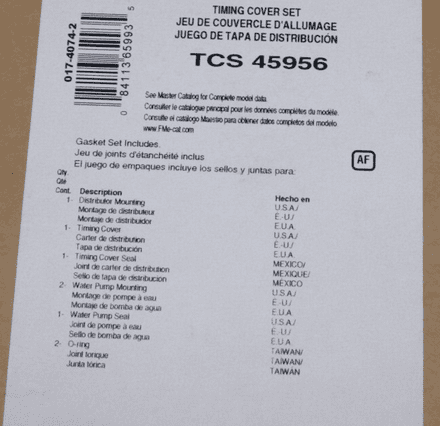 TIMING COVER SET
JEU DE COUVERCLE D'ALLUMAGE
JUEGO DE TAPA DE DISTRIBUCIÓN
TCS 45956
017-4074-2
0 84113 65993 5
See Master Catalog for Complete model data.
Consulter le catalogue principal pour les données complètes du modèle.
Consulte el catálogo Maestro para obtener datos completos del modelo
www.FMe-cat.com
Gasket Set Includes.
Jeu de joints d'étanchéité inclus
El juego de empaques incluye los sellos y juntas para:
AF
Qty.
Qté
Cant. Description Hecho en
1- Distributor Mounting U.S.A./
Montage de distributeur E.-U./
Montaje de distribuidor E.U.A.
1- Timing Cover U.S.A./
Carter de distribution E.-U./
Tapa de distribución E.U.A.
1- Timing Cover Seal MEXICO/
Joint de carter de distribution MEXIQUE/
Sello de tapa de distribución MÉXICO
2- Water Pump Mounting U.S.A./
Montage de pompe à eau E.-U./
Montaje de bomba de agua E.U.A.
1- Water Pump Seal U.S.A./
Joint de pompe à eau E.-U./
Sello de bomba de agua E.U.A.
2- O-ring TAIWAN/
Joint torique TAIWAN/
Junta tórica TAIWAN